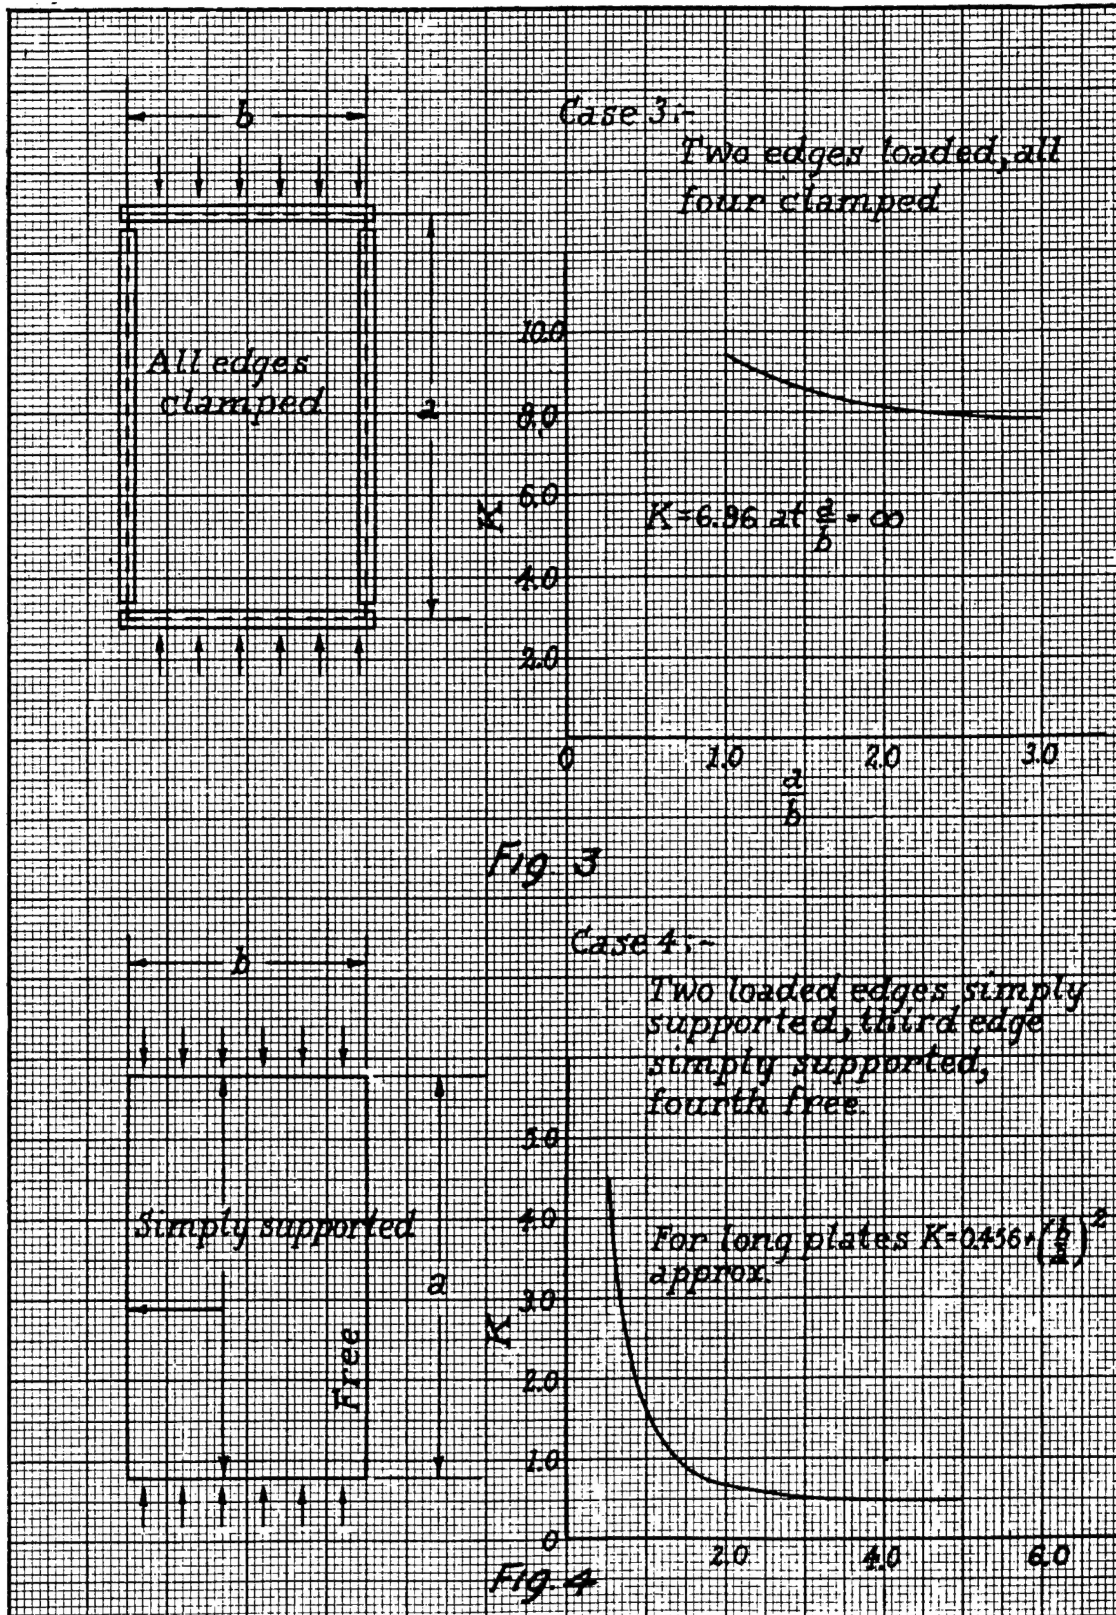 b
Case 3:-
Two edges loaded, all
four clamped
All edges
clamped
a
10.0
8.0
6.0
K
4.0
2.0
K=6.96 at a/b = ∞
0
1.0
2.0
3.0
a/b
Fig. 3
b
Case 4:-
Two loaded edges simply
supported, third edge
simply supported,
fourth free.
Simply supported
a
Free
5.0
4.0
3.0
K
2.0
1.0
0
For long plates K=0.456+(b/a)²
approx.
2.0
4.0
6.0
Fig. 4